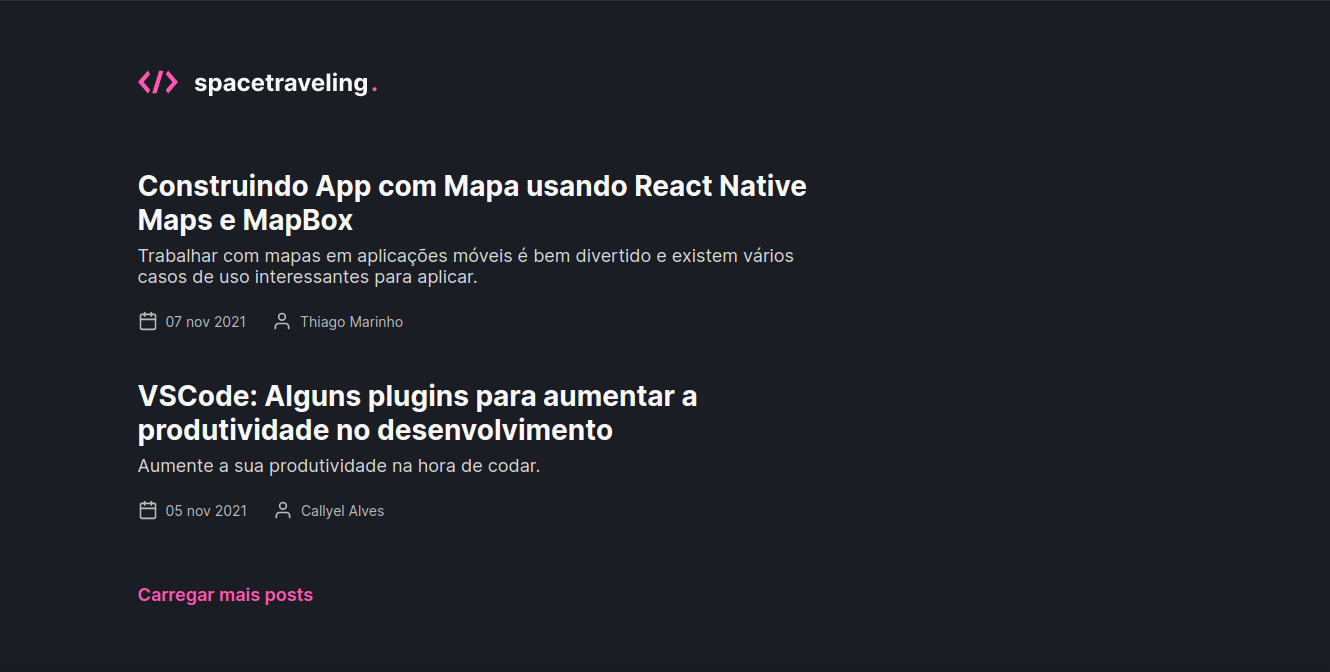 </> spacetraveling.
Construindo App com Mapa usando React Native
Maps e MapBox
Trabalhar com mapas em aplicações móveis é bem divertido e existem vários
casos de uso interessantes para aplicar.
07 nov 2021 Thiago Marinho
VSCode: Alguns plugins para aumentar a
produtividade no desenvolvimento
Aumente a sua produtividade na hora de codar.
05 nov 2021 Callyel Alves
Carregar mais posts